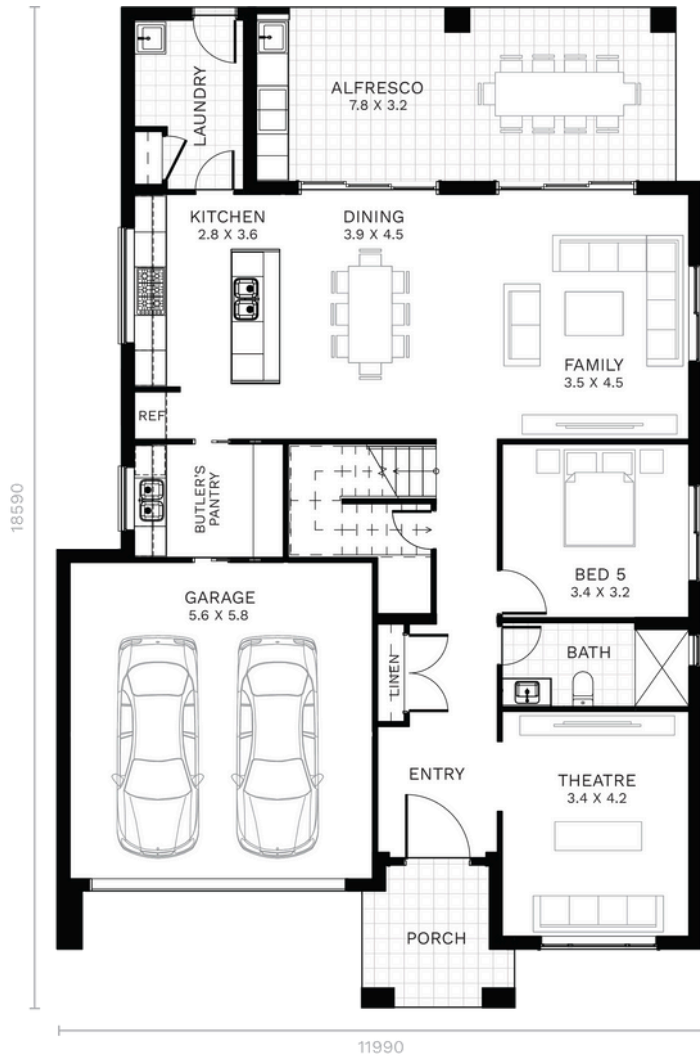 LAUNDRY
ALFRESCO
7.8 X 3.2
KITCHEN
2.8 X 3.6
DINING
3.9 X 4.5
FAMILY
3.5 X 4.5
REF
BUTLER'S
PANTRY
18590
BED 5
3.4 X 3.2
GARAGE
5.6 X 5.8
BATH
LINEN
ENTRY
THEATRE
3.4 X 4.2
PORCH
11990